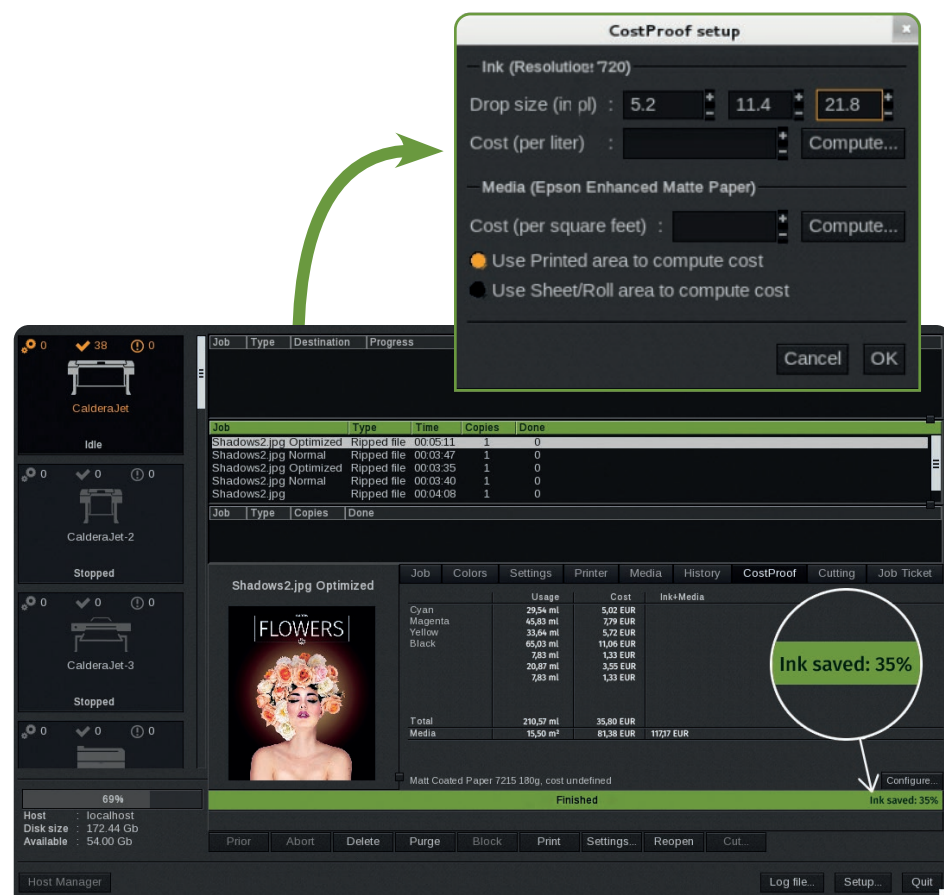 CostProof setup
Ink (Resolution: 720)
Drop size (in pl) : 5.2 11.4 21.8
Cost (per liter) : Compute...
Media (Epson Enhanced Matte Paper)
Cost (per square feet) : Compute...
Use Printed area to compute cost
Use Sheet/Roll area to compute cost
Cancel OK
0 38 0
CalderaJet
Idle
0 0 0
CalderaJet-2
Stopped
0 0 0
CalderaJet-3
Stopped
0 0 0
69%
Host : localhost
Disk size : 172.44 Gb
Available : 54.00 Gb
Host Manager
Job Type Destination Progress
Job Type Time Copies Done
Shadows2.jpg Optimized Ripped file 00:05:11 1 0
Shadows2.jpg Normal Ripped file 00:03:47 1 0
Shadows2.jpg Optimized Ripped file 00:03:35 1 0
Shadows2.jpg Normal Ripped file 00:03:40 1 0
Shadows2.jpg Ripped file 00:04:08 1 0
Job Type Copies Done
Shadows2.jpg Optimized
FLOWERS
Job Colors Settings Printer Media History CostProof Cutting Job Ticket
Usage Cost Ink+Media
Cyan 29,54 ml 5,02 EUR
Magenta 45,83 ml 7,79 EUR
Yellow 33,64 ml 5,72 EUR
Black 65,03 ml 11,06 EUR
7,83 ml 1,33 EUR
20,87 ml 3,55 EUR
7,83 ml 1,33 EUR
Total 210,57 ml 35,80 EUR
Media 15,50 m² 81,38 EUR 117,17 EUR
Ink saved: 35%
Matt Coated Paper 7215 180g, cost undefined
Configure...
Finished
Ink saved: 35%
Prior Abort Delete Purge Block Print Settings... Reopen Cut...
Log file... Setup... Quit